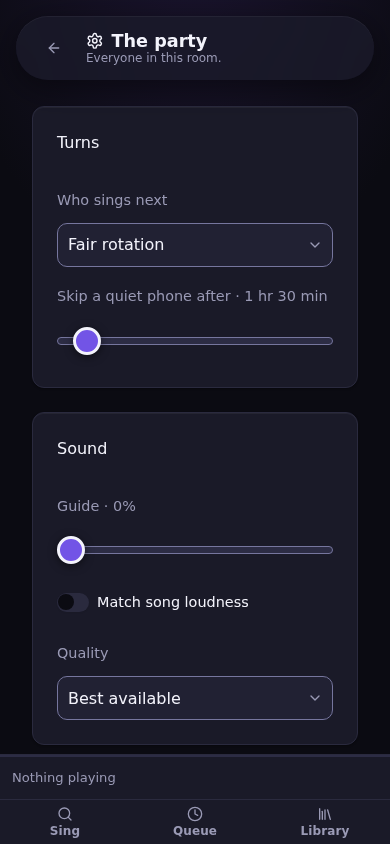 The party
Everyone in this room.
Turns
Who sings next
Fair rotation
Skip a quiet phone after · 1 hr 30 min
Sound
Guide · 0%
Match song loudness
Quality
Best available
Nothing playing
Sing
Queue
Library